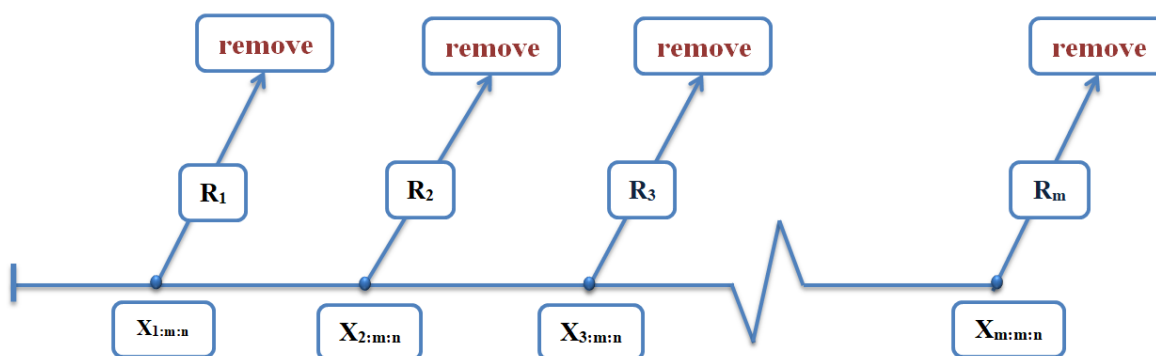 remove remove remove remove
R₁ R₂ R₃ Rₘ
X₁:m:n X₂:m:n X₃:m:n Xm:m:n